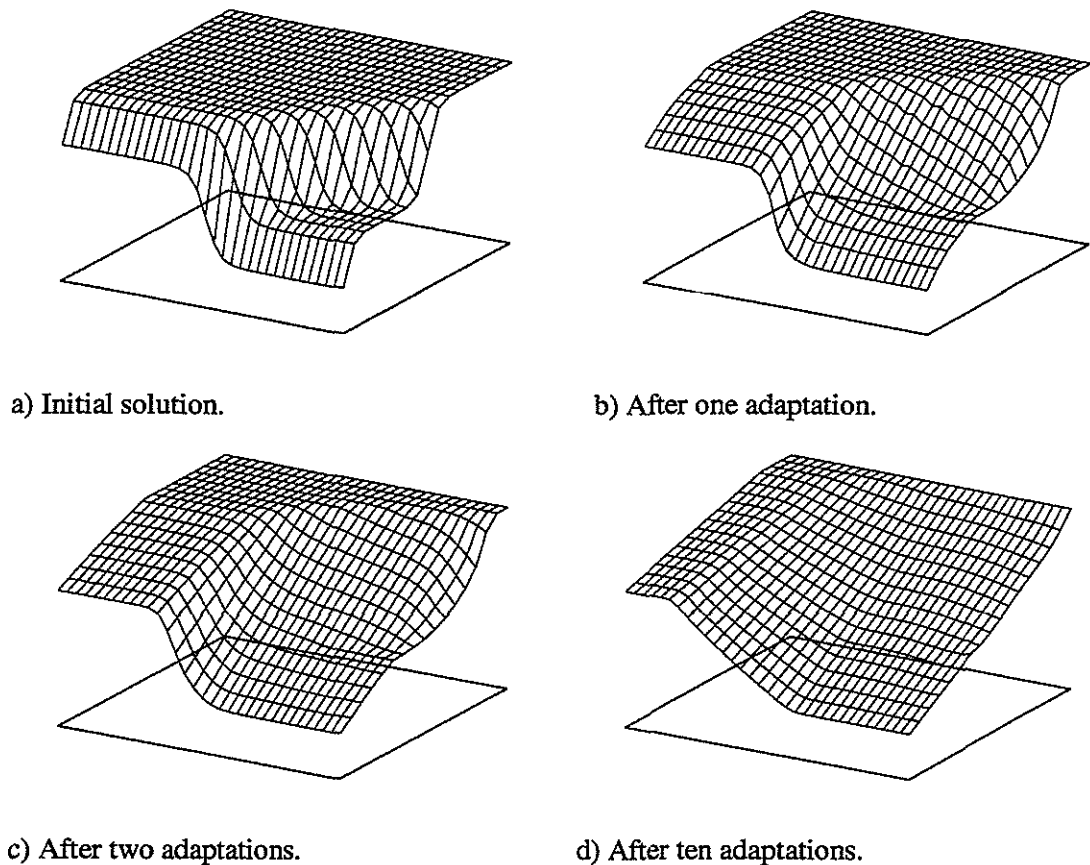 a) Initial solution.
b) After one adaptation.
c) After two adaptations.
d) After ten adaptations.